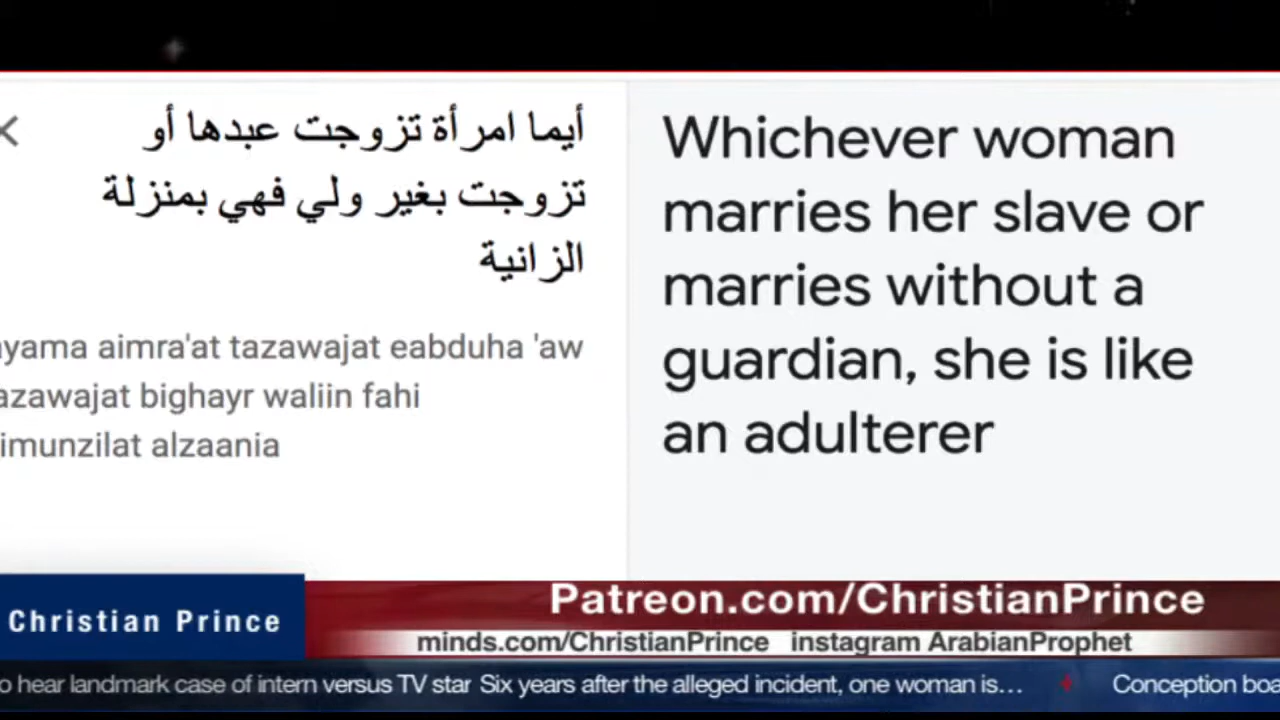 أيما امرأة تزوجت عبدها أو
تزوجت بغير ولي فهي بمنزلة
الزانية
yama aimra'at tazawajat eabduha 'aw
azawajat bighayr waliin fahi
imunzilat alzaania
Whichever woman
marries her slave or
marries without a
guardian, she is like
an adulterer
Christian Prince
Patreon.com/ChristianPrince
minds.com/ChristianPrince instagram ArabianProphet
o hear landmark case of intern versus TV star Six years after the alleged incident, one woman is... Conception boa